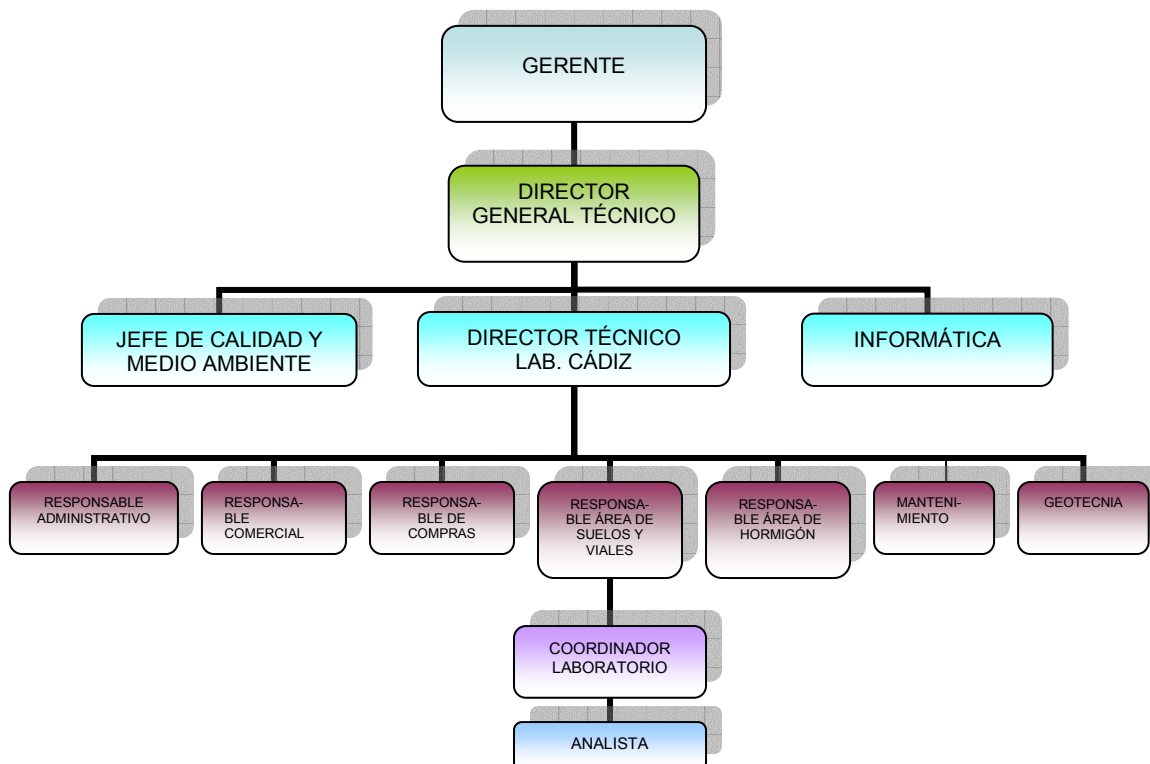 GERENTE
DIRECTOR
GENERAL TÉCNICO
JEFE DE CALIDAD Y
MEDIO AMBIENTE
DIRECTOR TÉCNICO
LAB. CÁDIZ
INFORMÁTICA
RESPONSABLE
ADMINISTRATIVO
RESPONSA-
BLE
COMERCIAL
RESPONSA-
BLE DE
COMPRAS
RESPONSA-
BLE ÁREA DE
SUELOS Y
VIALES
RESPONSA-
BLE ÁREA DE
HORMIGÓN
MANTENI-
MIENTO
GEOTECNIA
COORDINADOR
LABORATORIO
ANALISTA